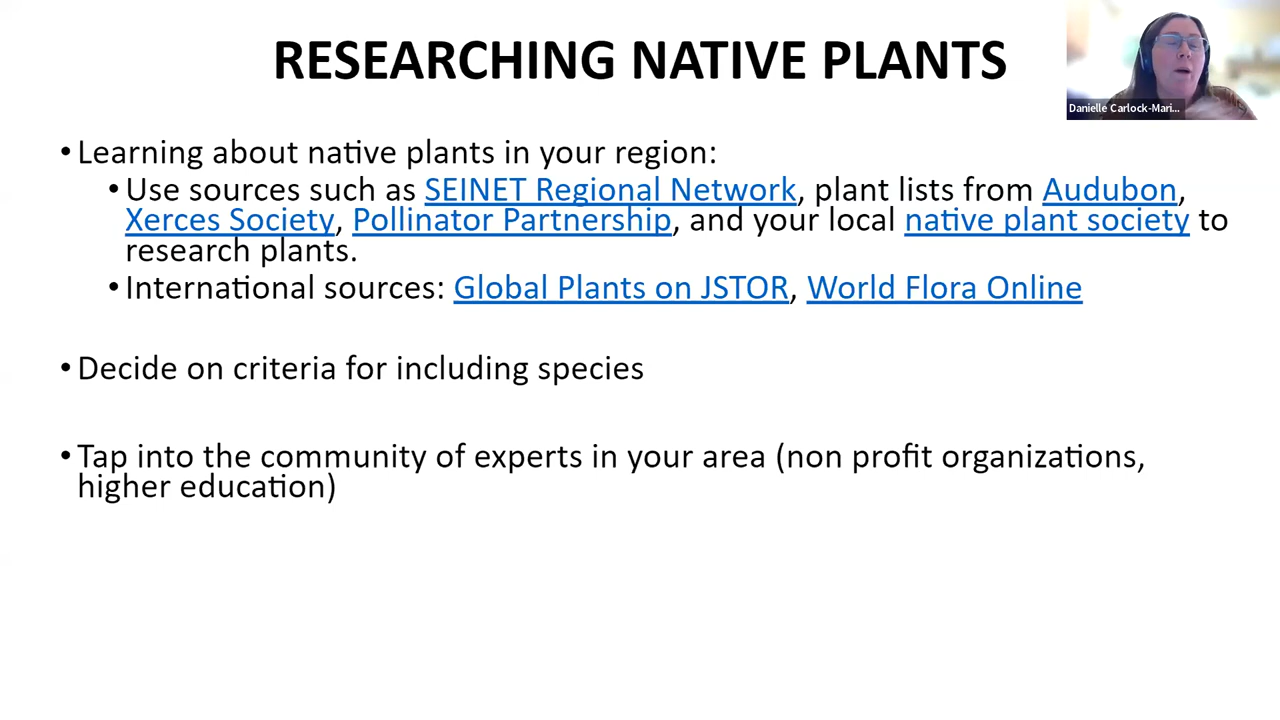 RESEARCHING NATIVE PLANTS
Danielle Carlock-Mari...
•Learning about native plants in your region:
•Use sources such as SEINET Regional Network, plant lists from Audubon,
Xerces Society, Pollinator Partnership, and your local native plant society to
research plants.
•International sources: Global Plants on JSTOR, World Flora Online
•Decide on criteria for including species
•Tap into the community of experts in your area (non profit organizations,
higher education)